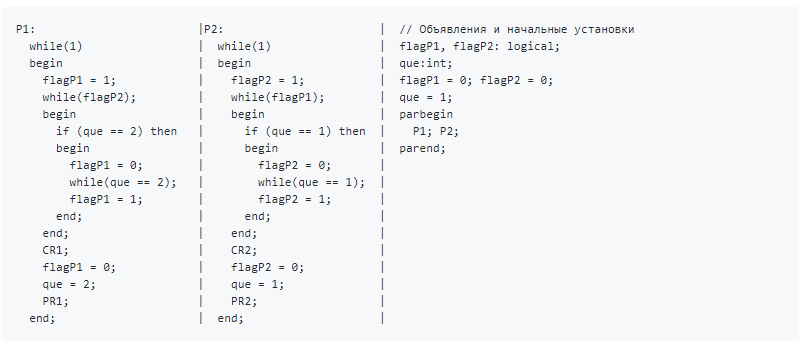 P1:                        |P2:                      |  // Объявления и начальные установки
  while(1)                 |  while(1)               |  flagP1, flagP2: logical;
  begin                    |  begin                  |  que:int;
    flagP1 = 1;            |    flagP2 = 1;          |  flagP1 = 0; flagP2 = 0;
    while(flagP2);         |    while(flagP1);       |  que = 1;
    begin                  |    begin                |  parbegin
      if (que == 2) then   |      if (que == 1) then |    P1; P2;
      begin                |      begin              |  parend;
        flagP1 = 0;        |        flagP2 = 0;      |
        while(que == 2);   |        while(que == 1); |
        flagP1 = 1;        |        flagP2 = 1;      |
      end;                 |      end;               |
    end;                   |    end;                 |
    CR1;                   |    CR2;                 |
    flagP1 = 0;            |    flagP2 = 0;          |
    que = 2;               |    que = 1;             |
    PR1;                   |    PR2;                 |
  end;                     |  end;                   |